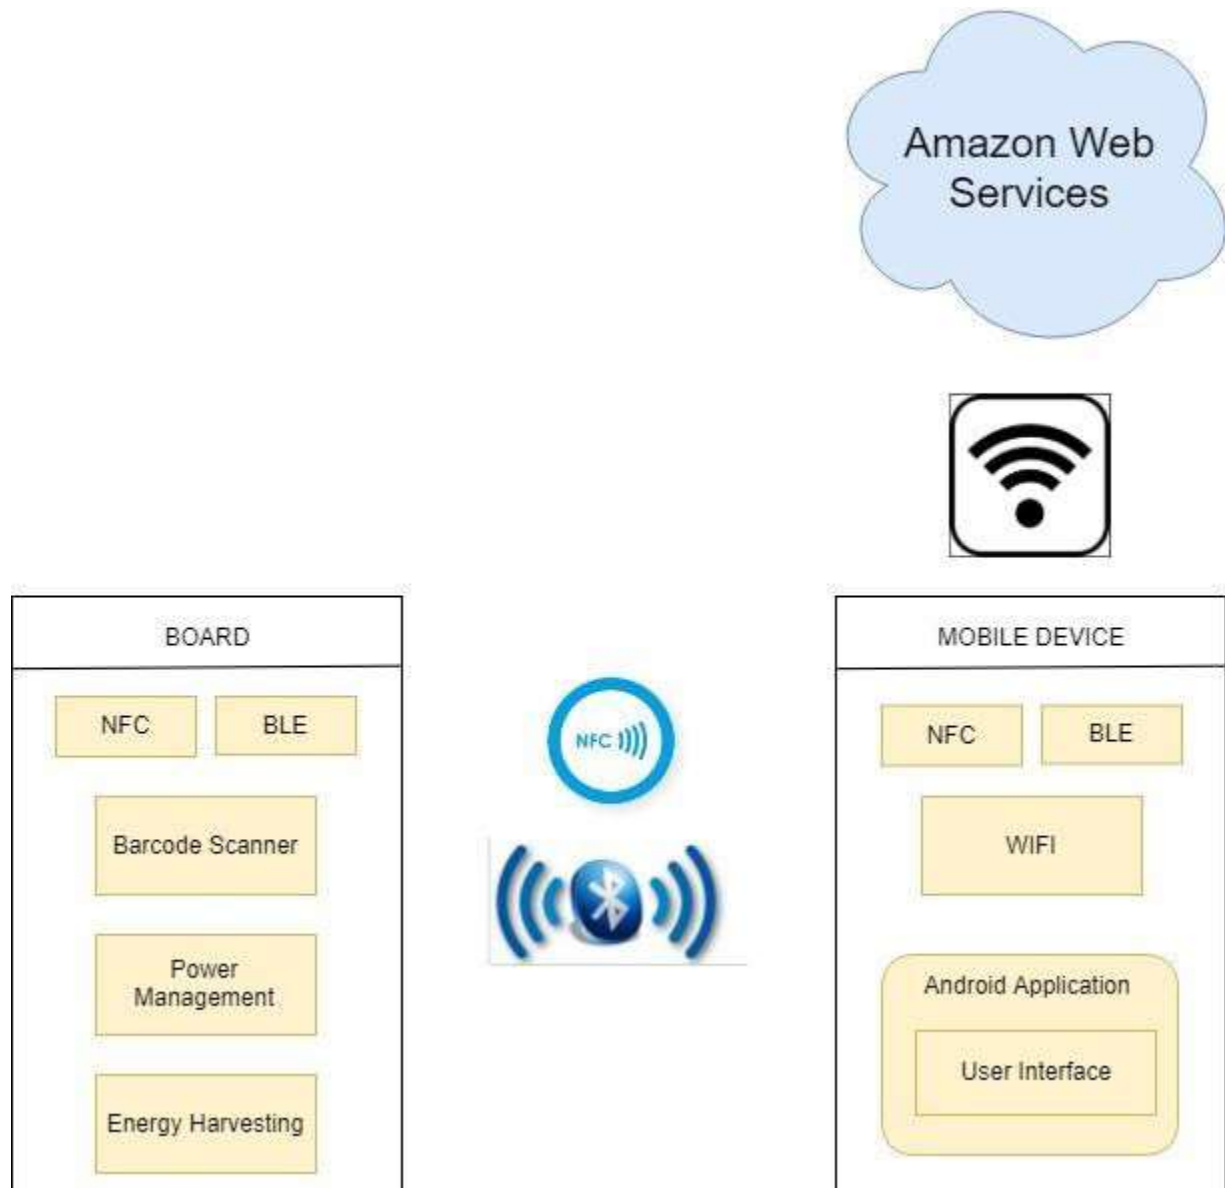 Amazon Web
Services
BOARD
MOBILE DEVICE
NFC
BLE
NFC
NFC
BLE
Barcode Scanner
WIFI
Power
Management
Android Application
User Interface
Energy Harvesting